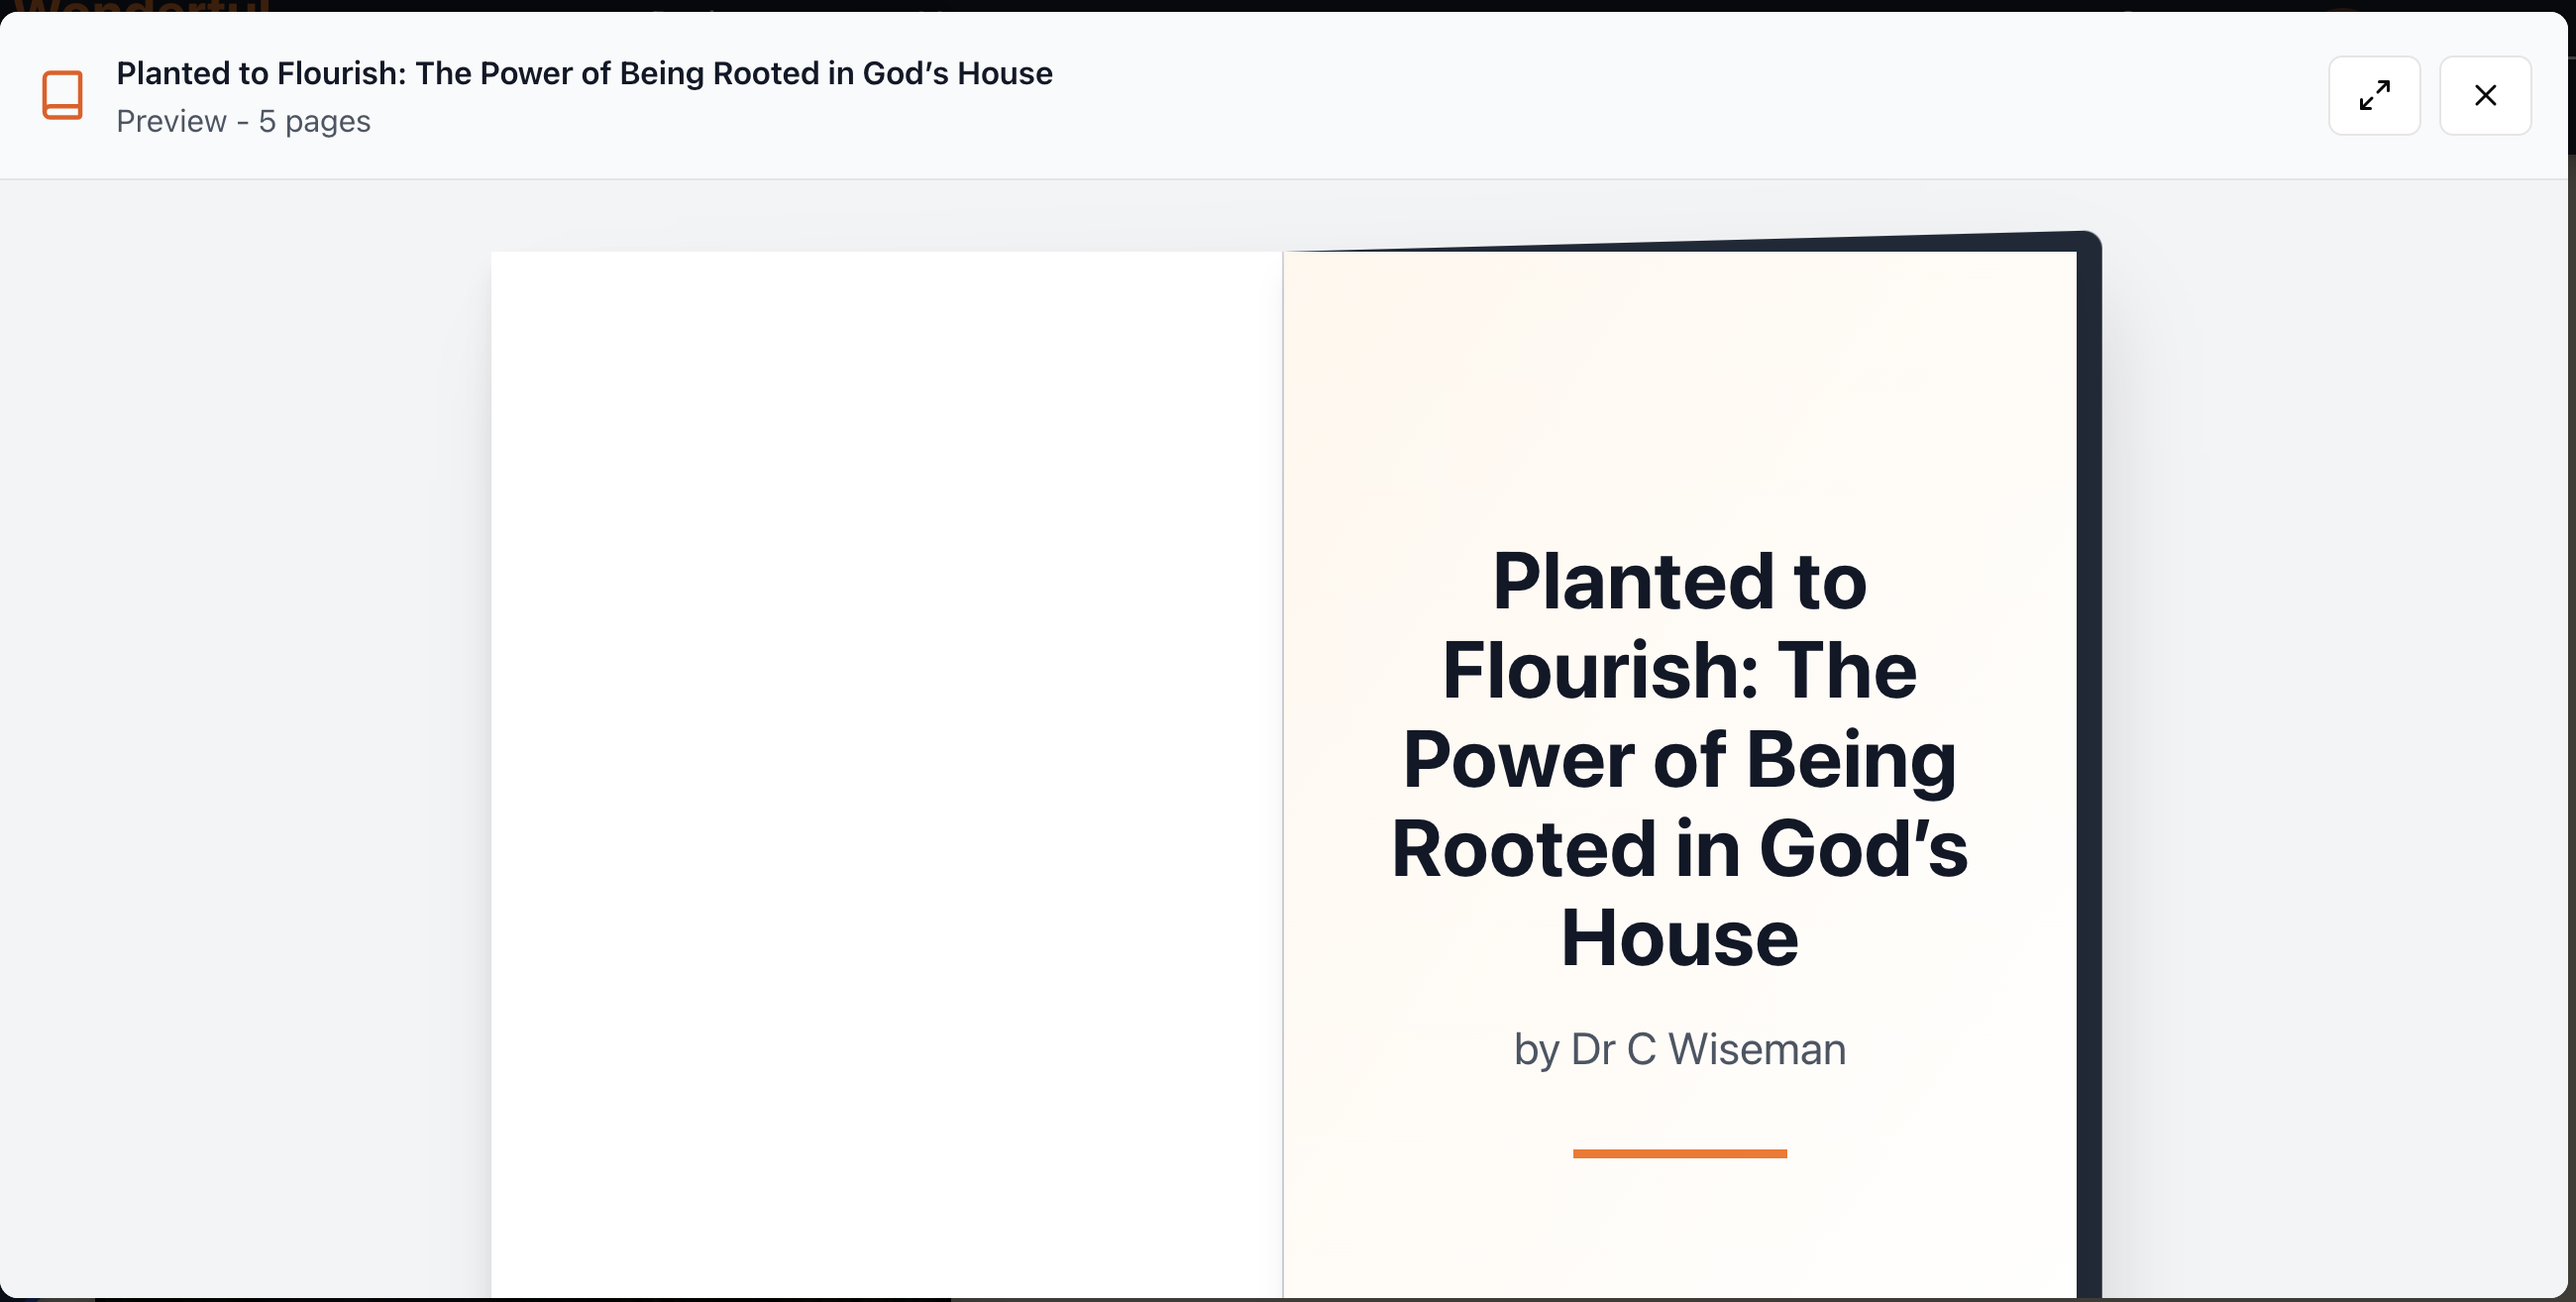 Planted to Flourish: The Power of Being Rooted in God’s House
Preview - 5 pages
Planted to
Flourish: The
Power of Being
Rooted in God’s
House
by Dr C Wiseman